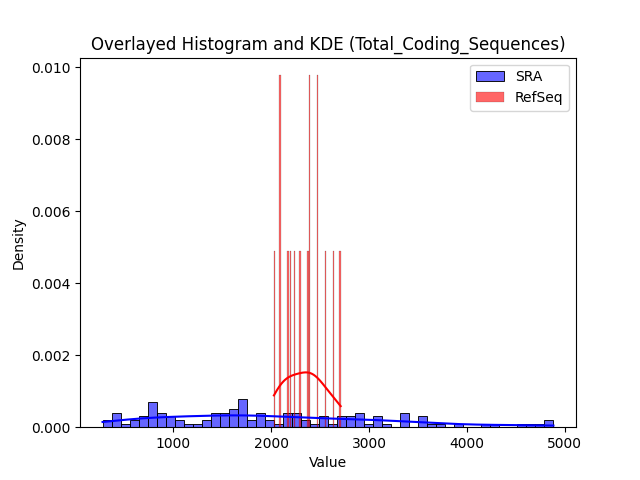 Overlayed Histogram and KDE (Total_Coding_Sequences)
SRA
RefSeq
0.010
0.008
0.006
0.004
0.002
0.000
Density
1000
2000
3000
4000
5000
Value